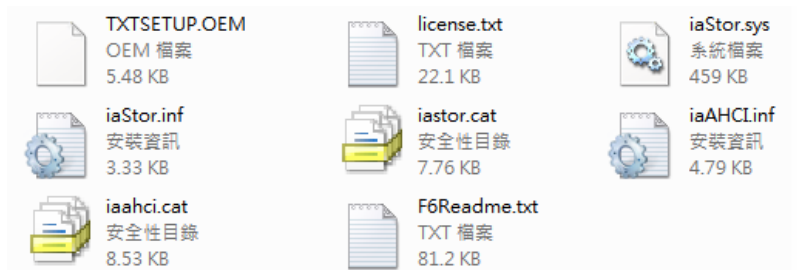 TXTSETUP.OEM
OEM 檔案
5.48 KB
license.txt
TXT 檔案
22.1 KB
iaStor.sys
系統檔案
459 KB
iaStor.inf
安裝資訊
3.33 KB
iastor.cat
安全性目錄
7.76 KB
iaAHCI.inf
安裝資訊
4.79 KB
iaahci.cat
安全性目錄
8.53 KB
F6Readme.txt
TXT 檔案
81.2 KB